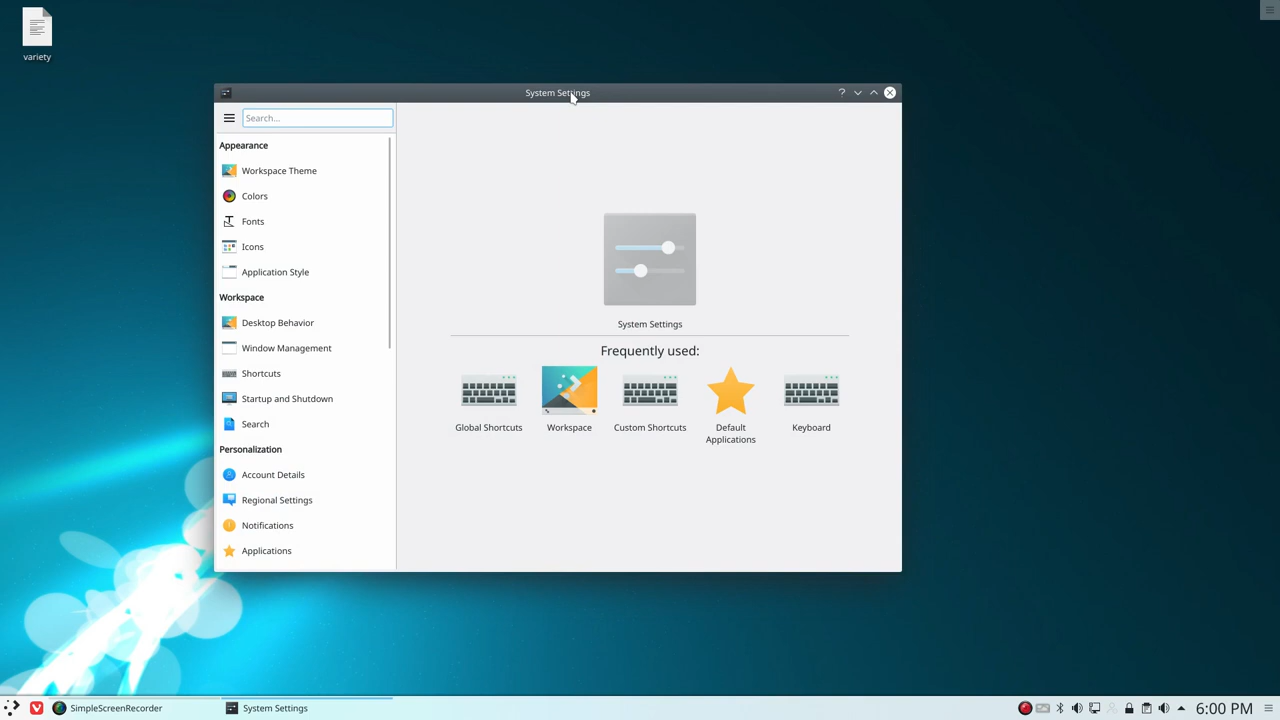 variety
System Settings
Search...
Appearance
Workspace Theme
Colors
Fonts
Icons
Application Style
Workspace
Desktop Behavior
Window Management
Shortcuts
Startup and Shutdown
Search
Personalization
Account Details
Regional Settings
Notifications
Applications
System Settings
Frequently used:
Global Shortcuts
Workspace
Custom Shortcuts
Default
Applications
Keyboard
SimpleScreenRecorder
System Settings
6:00 PM